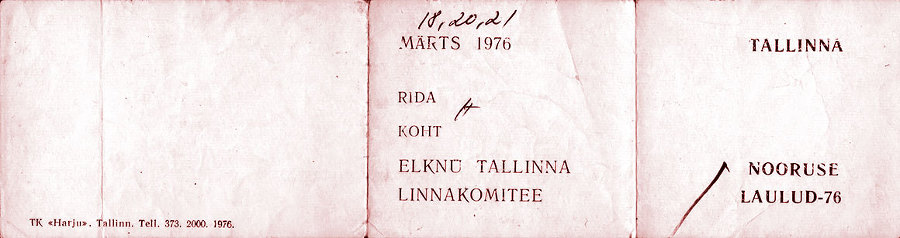 18, 20, 21
MÄRTS 1976
RIDA
KOHT
ELKNÜ TALLINNA
LINNAKOMITEE
TALLINNA
NOORUSE
LAULUD-76
TK «Harju». Tallinn. Tell. 373. 2000. 1976.